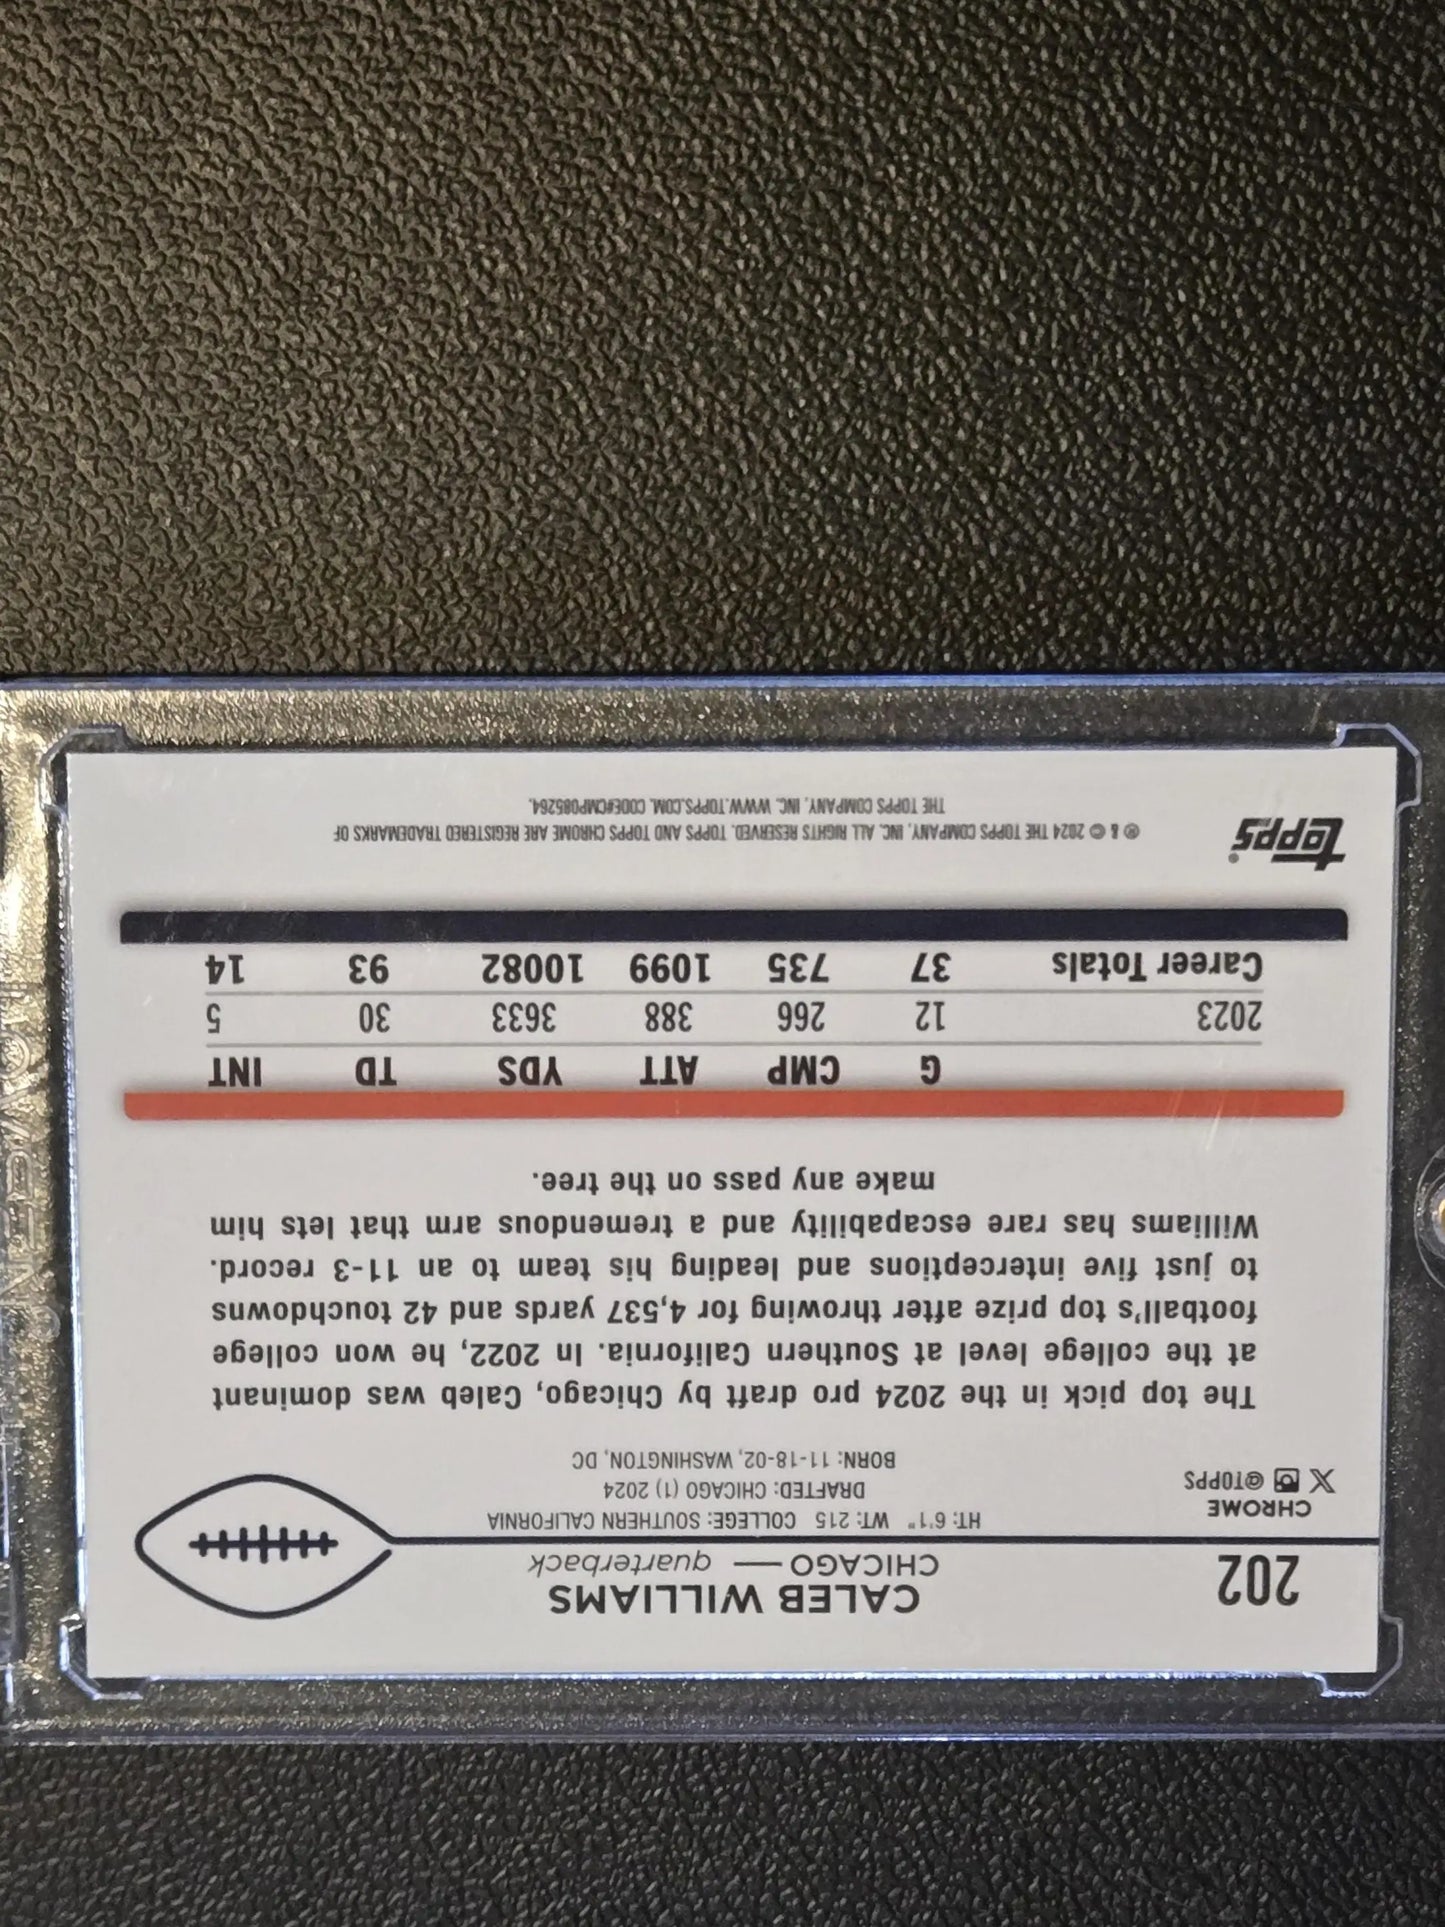 202
CALEB WILLIAMS
CHICAGO — quarterback
CHROME
@TOPPS
HT: 6'1" WT: 215 COLLEGE: SOUTHERN CALIFORNIA
DRAFTED: CHICAGO (1) 2024
BORN: 11-18-02, WASHINGTON, DC
The top pick in the 2024 pro draft by Chicago, Caleb was dominant
at the college level at Southern California. In 2022, he won college
football's top prize after throwing for 4,537 yards and 42 touchdowns
to just five interceptions and leading his team to an 11-3 record.
Williams has rare escapability and a tremendous arm that lets him
make any pass on the tree.
G CMP ATT YDS TD INT
2023 12 266 388 3633 30 5
Career Totals 37 735 1099 10082 93 14
topps®
® & © 2024 THE TOPPS COMPANY, INC. ALL RIGHTS RESERVED. TOPPS AND TOPPS CHROME ARE REGISTERED TRADEMARKS OF
THE TOPPS COMPANY, INC. WWW.TOPPS.COM. CODE#CMP085264.